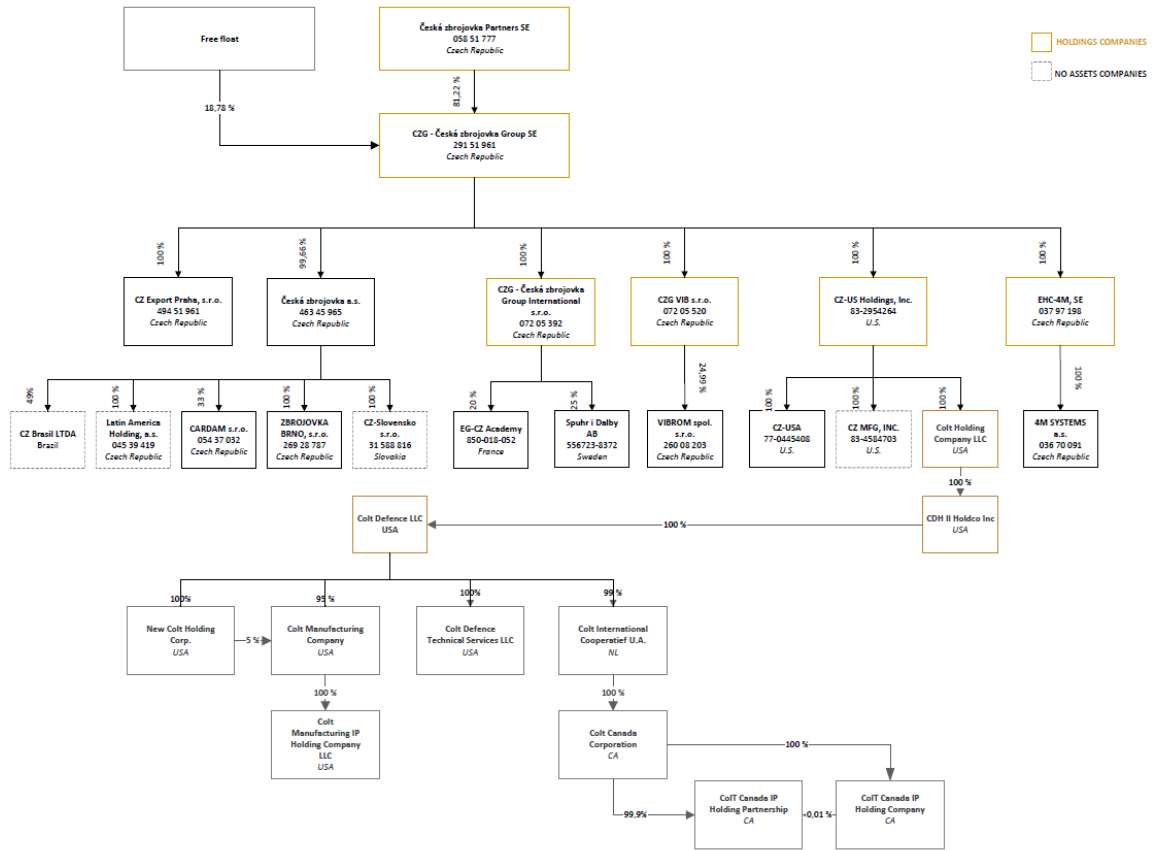 Free float
Česká zbrojovka Partners SE
058 51 777
Czech Republic
HOLDINGS COMPANIES
NO ASSETS COMPANIES
18,78 %
81,22 %
CZG - Česká zbrojovka Group SE
291 51 961
Czech Republic
100 %
99,66%
100 %
100 %
100 %
100 %
CZ Export Praha, s.r.o.
494 51 961
Czech Republic
Česká zbrojovka a.s.
463 45 965
Czech Republic
CZG - Česká zbrojovka
Group International
s.r.o.
072 05 392
Czech Republic
CZG VIB s.r.o.
072 05 520
Czech Republic
CZ-US Holdings, Inc.
83-2954264
U.S.
EHC-4M, SE
037 97 198
Czech Republic
49%
100 %
33 %
100 %
100 %
20 %
25 %
24,99 %
100 %
100 %
100 %
100 %
CZ Brasil LTDA
Brazil
Latin America
Holding, a.s.
045 39 419
Czech Republic
CARDAM s.r.o.
054 37 032
Czech Republic
ZBROJOVKA
BRNO, s.r.o.
269 28 787
Czech Republic
CZ-Slovensko
s.r.o.
31 588 816
Slovakia
EG-CZ Academy
850-018-052
France
Spuhr i Dalby
AB
556723-8372
Sweden
VIBROM spol.
s.r.o.
260 08 203
Czech Republic
CZ-USA
77-0445408
U.S.
CZ MFG, INC.
83-4584703
U.S.
Colt Holding
Company LLC
USA
4M SYSTEMS
a.s.
036 70 091
Czech Republic
100 %
Colt Defence LLC
USA
100 %
CDH II Holdco Inc
USA
100%
95 %
100%
99 %
New Colt Holding
Corp.
USA
5 %
Colt Manufacturing
Company
USA
Colt Defence
Technical Services LLC
USA
Colt International
Cooperatief U.A.
NL
100 %
100 %
Colt
Manufacturing IP
Holding Company
LLC
USA
Colt Canada
Corporation
CA
100 %
99,9%
ColT Canada IP
Holding Partnership
CA
0,01 %
ColT Canada IP
Holding Company
CA